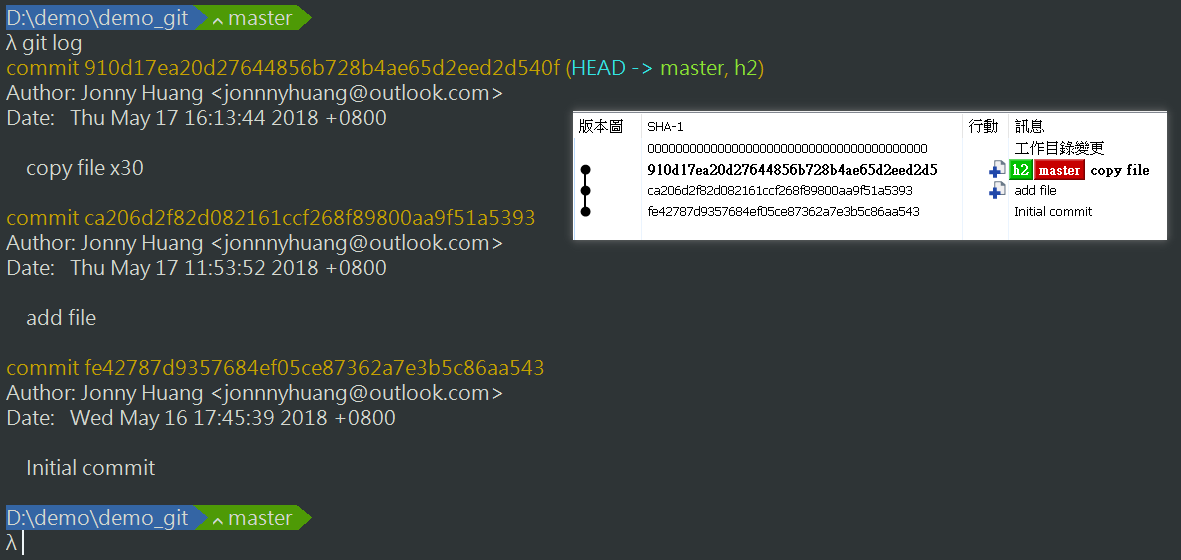 D:\demo\demo_git master
λ git log
commit 910d17ea20d27644856b728b4ae65d2eed2d540f (HEAD -> master, h2)
Author: Jonny Huang <jonnnyhuang@outlook.com>
Date: Thu May 17 16:13:44 2018 +0800
copy file x30
commit ca206d2f82d082161ccf268f89800aa9f51a5393
Author: Jonny Huang <jonnnyhuang@outlook.com>
Date: Thu May 17 11:53:52 2018 +0800
add file
commit fe42787d9357684ef05ce87362a7e3b5c86aa543
Author: Jonny Huang <jonnnyhuang@outlook.com>
Date: Wed May 16 17:45:39 2018 +0800
Initial commit
D:\demo\demo_git master
λ
版本圖 SHA-1 行動 訊息
0000000000000000000000000000000000000000 工作目錄變更
910d17ea20d27644856b728b4ae65d2eed2d5 h2 master copy file
ca206d2f82d082161ccf268f89800aa9f51a5393 add file
fe42787d9357684ef05ce87362a7e3b5c86aa543 Initial commit